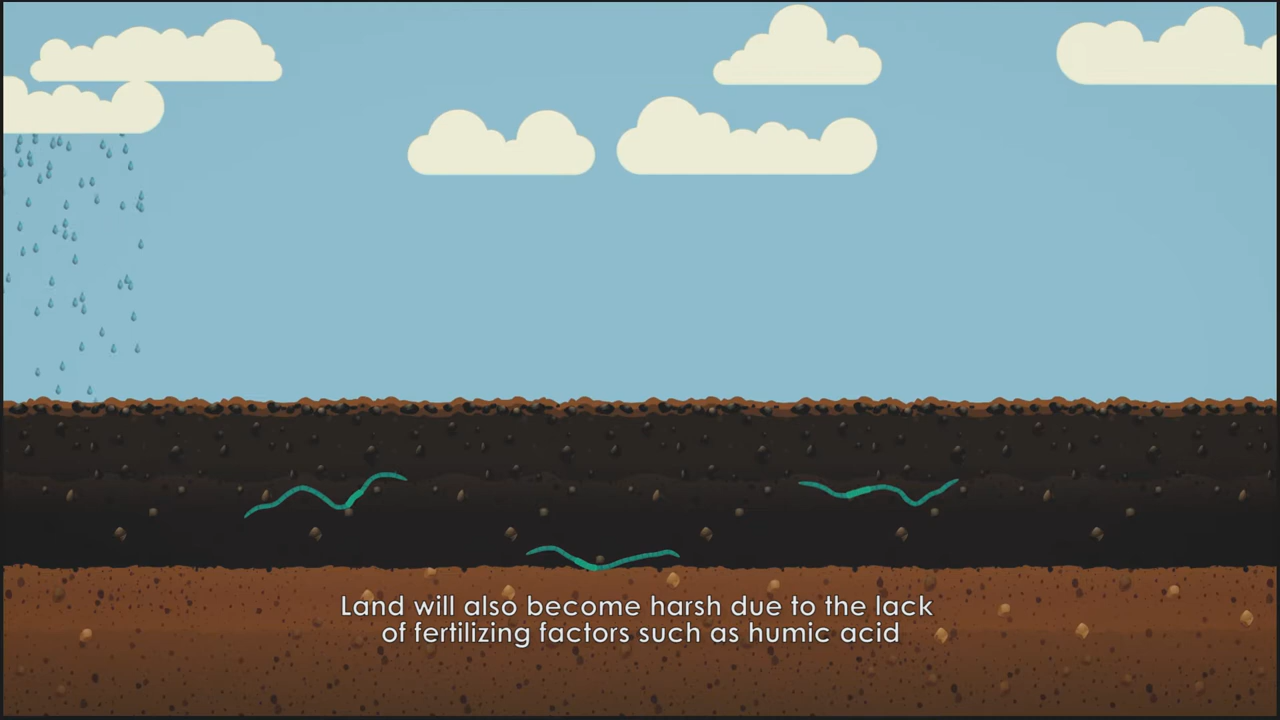 Land will also become harsh due to the lack
of fertilizing factors such as humic acid